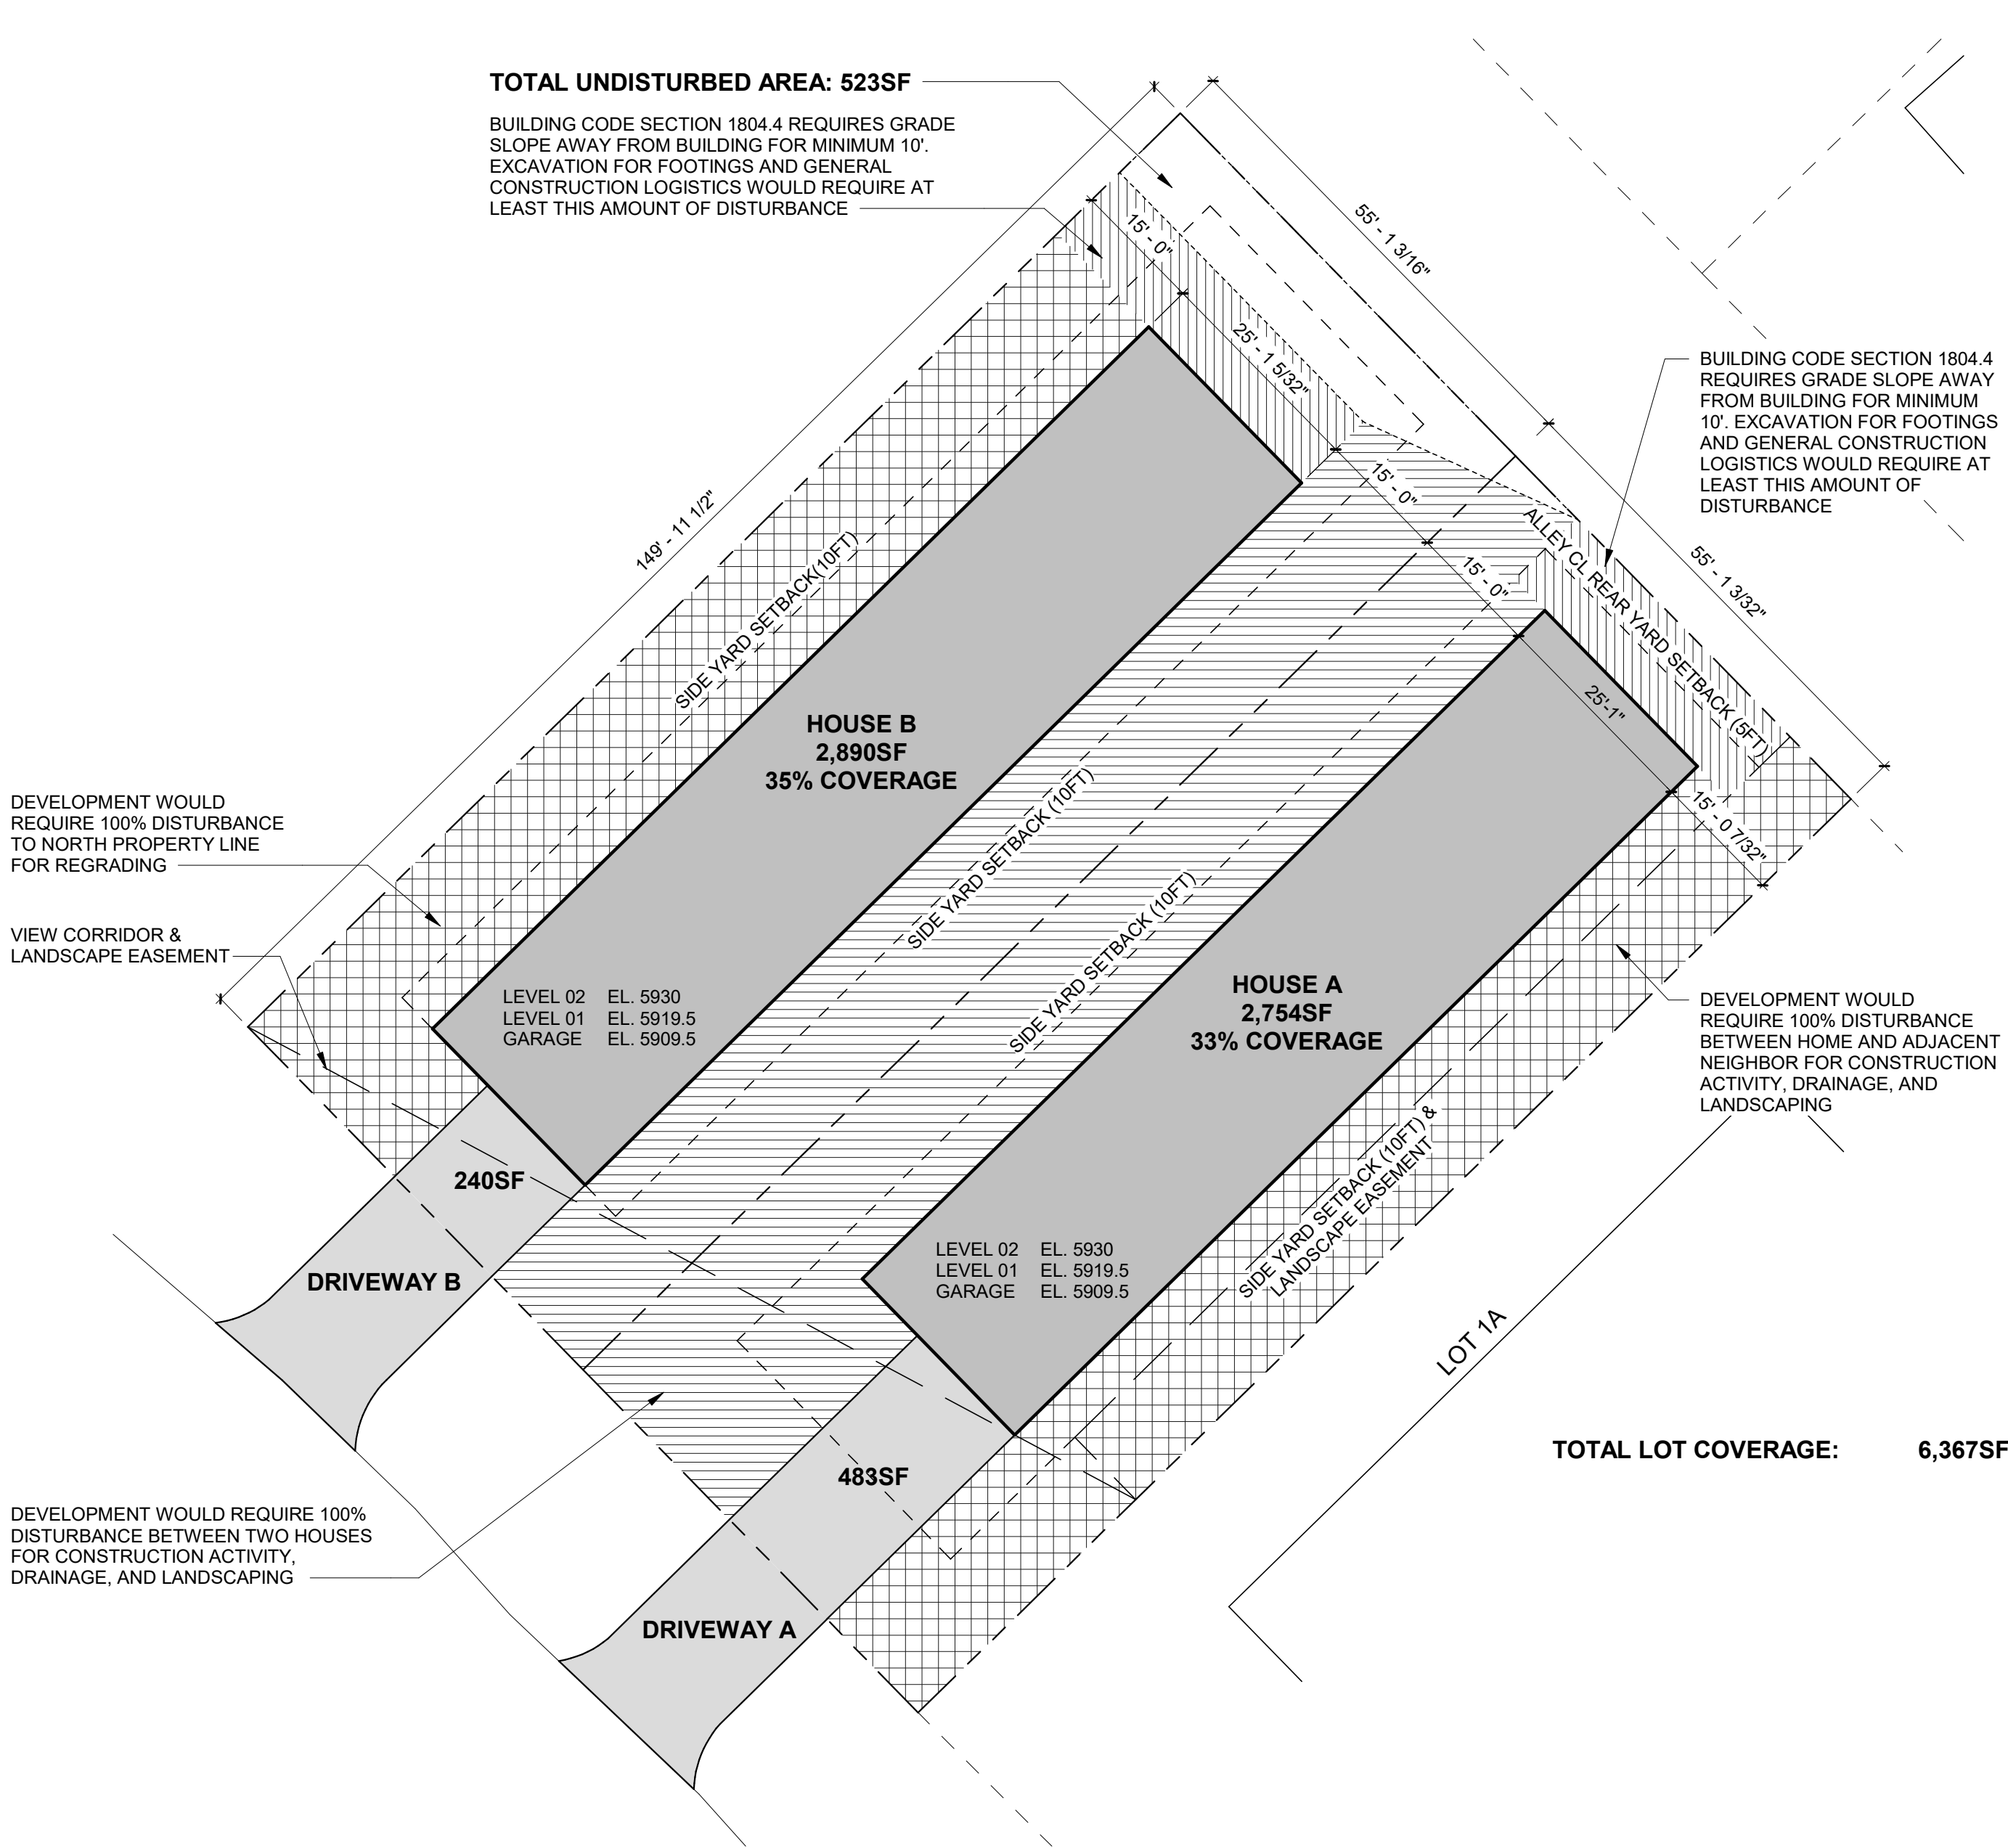 TOTAL UNDISTURBED AREA: 523SF
BUILDING CODE SECTION 1804.4 REQUIRES GRADE
SLOPE AWAY FROM BUILDING FOR MINIMUM 10'.
EXCAVATION FOR FOOTINGS AND GENERAL
CONSTRUCTION LOGISTICS WOULD REQUIRE AT
LEAST THIS AMOUNT OF DISTURBANCE
55' - 1 3/16"
15' - 0"
25' - 1 5/32"
BUILDING CODE SECTION 1804.4
REQUIRES GRADE SLOPE AWAY
FROM BUILDING FOR MINIMUM
10'. EXCAVATION FOR FOOTINGS
AND GENERAL CONSTRUCTION
LOGISTICS WOULD REQUIRE AT
LEAST THIS AMOUNT OF
DISTURBANCE
15' - 0"
149' - 11 1/2"
15' - 0"
55' - 1 3/32"
ALLEY CL REAR YARD SETBACK (5FT)
SIDE YARD SETBACK(10FT)
25'-1"
HOUSE B
2,890SF
35% COVERAGE
15' - 0 7/32"
DEVELOPMENT WOULD
REQUIRE 100% DISTURBANCE
TO NORTH PROPERTY LINE
FOR REGRADING
SIDE YARD SETBACK (10FT)
SIDE YARD SETBACK (10FT)
VIEW CORRIDOR &
LANDSCAPE EASEMENT
LEVEL 02 EL. 5930
LEVEL 01 EL. 5919.5
GARAGE EL. 5909.5
HOUSE A
2,754SF
33% COVERAGE
DEVELOPMENT WOULD
REQUIRE 100% DISTURBANCE
BETWEEN HOME AND ADJACENT
NEIGHBOR FOR CONSTRUCTION
ACTIVITY, DRAINAGE, AND
LANDSCAPING
240SF
SIDE YARD SETBACK (10FT) &
LANDSCAPE EASEMENT
LEVEL 02 EL. 5930
LEVEL 01 EL. 5919.5
GARAGE EL. 5909.5
DRIVEWAY B
LOT 1A
TOTAL LOT COVERAGE: 6,367SF
483SF
DEVELOPMENT WOULD REQUIRE 100%
DISTURBANCE BETWEEN TWO HOUSES
FOR CONSTRUCTION ACTIVITY,
DRAINAGE, AND LANDSCAPING
DRIVEWAY A